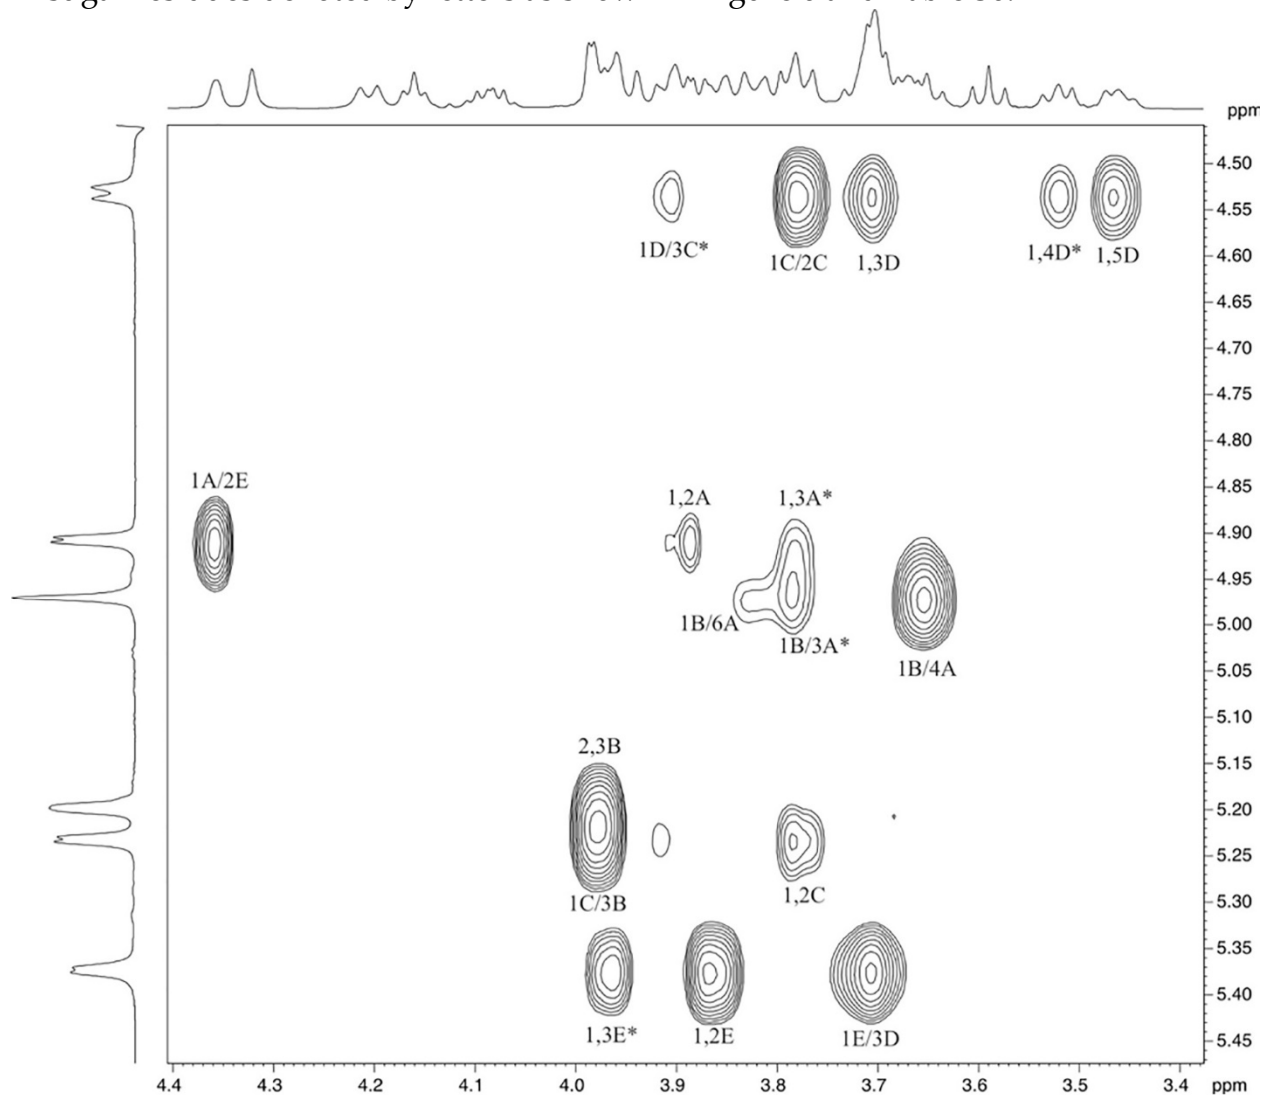 ppm
4.50
4.55
1D/3C*
1C/2C
1,3D
1,4D*
1,5D
4.60
4.65
4.70
4.75
4.80
1A/2E
4.85
1,2A
1,3A*
4.90
4.95
1B/6A
5.00
1B/3A*
1B/4A
5.05
5.10
2,3B
5.15
5.20
5.25
1,2C
1C/3B
5.30
5.35
5.40
1,3E*
1,2E
1E/3D
5.45
4.4 4.3 4.2 4.1 4.0 3.9 3.8 3.7 3.6 3.5 3.4 ppm